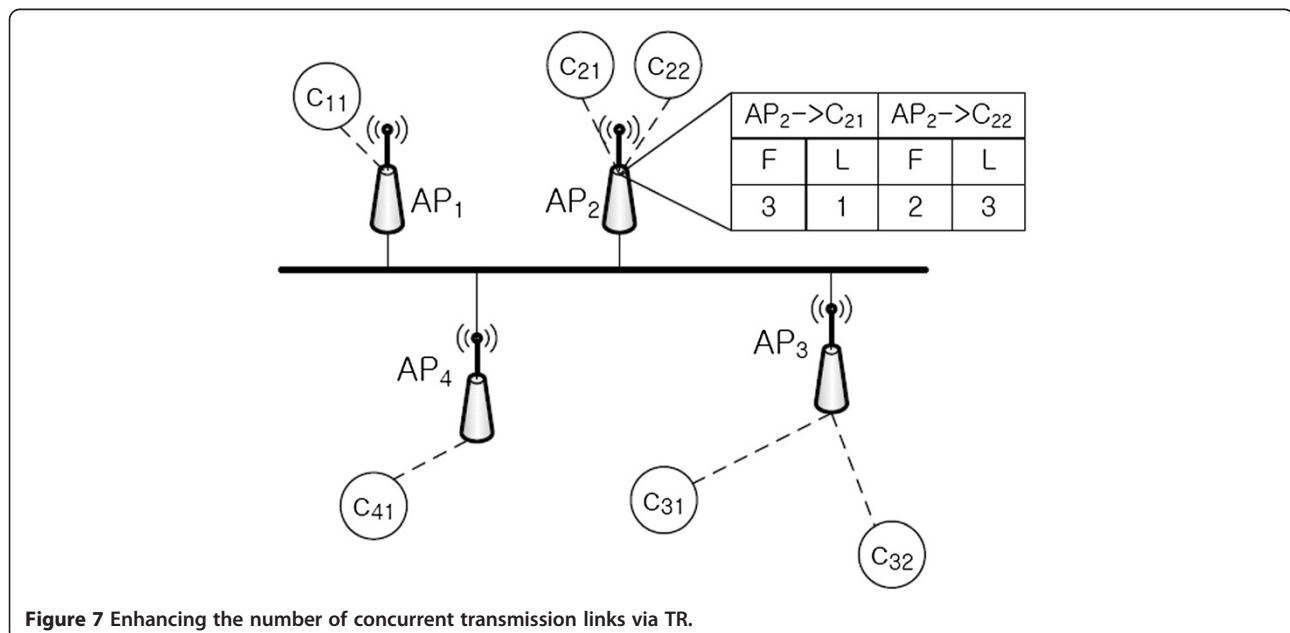 C21 C22
C11
AP2->C21 AP2->C22
F L F L
3 1 2 3
AP1 AP2
AP3
AP4
C41 C31
C32
Figure 7 Enhancing the number of concurrent transmission links via TR.